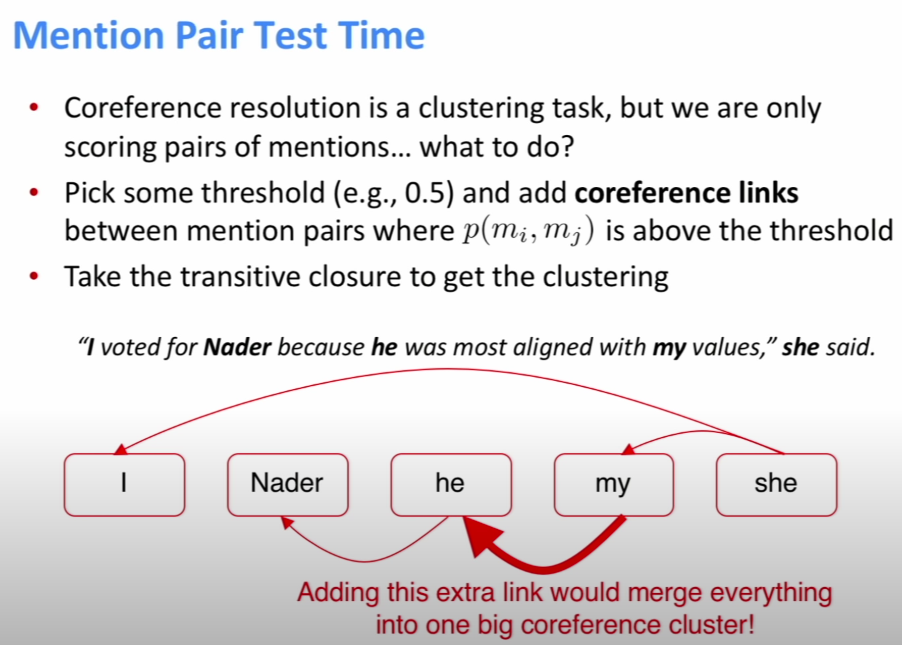 Mention Pair Test Time
• Coreference resolution is a clustering task, but we are only
scoring pairs of mentions... what to do?
• Pick some threshold (e.g., 0.5) and add coreference links
between mention pairs where p(mᵢ, mⱼ) is above the threshold
• Take the transitive closure to get the clustering
“I voted for Nader because he was most aligned with my values,” she said.
I Nader he my she
Adding this extra link would merge everything
into one big coreference cluster!